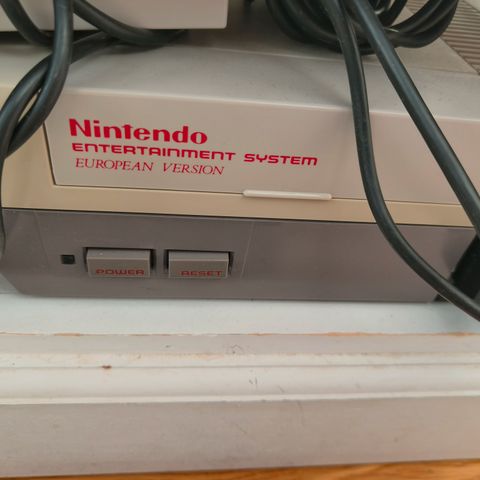 Nintendo
ENTERTAINMENT SYSTEM
EUROPEAN VERSION
POWER RESET